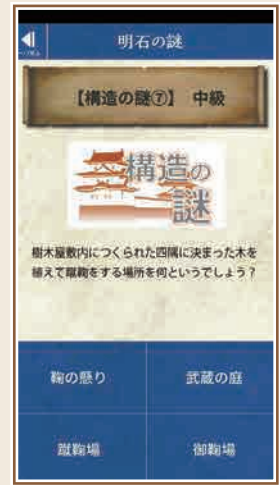 明石の謎
【構造の謎⑦】 中級
構造の
謎
樹木屋敷内につくられた四隅に決まった木を
植えて蹴鞠をする場所を何というでしょう？
鞠の懸り
武蔵の庭
蹴鞠場
御鞠場